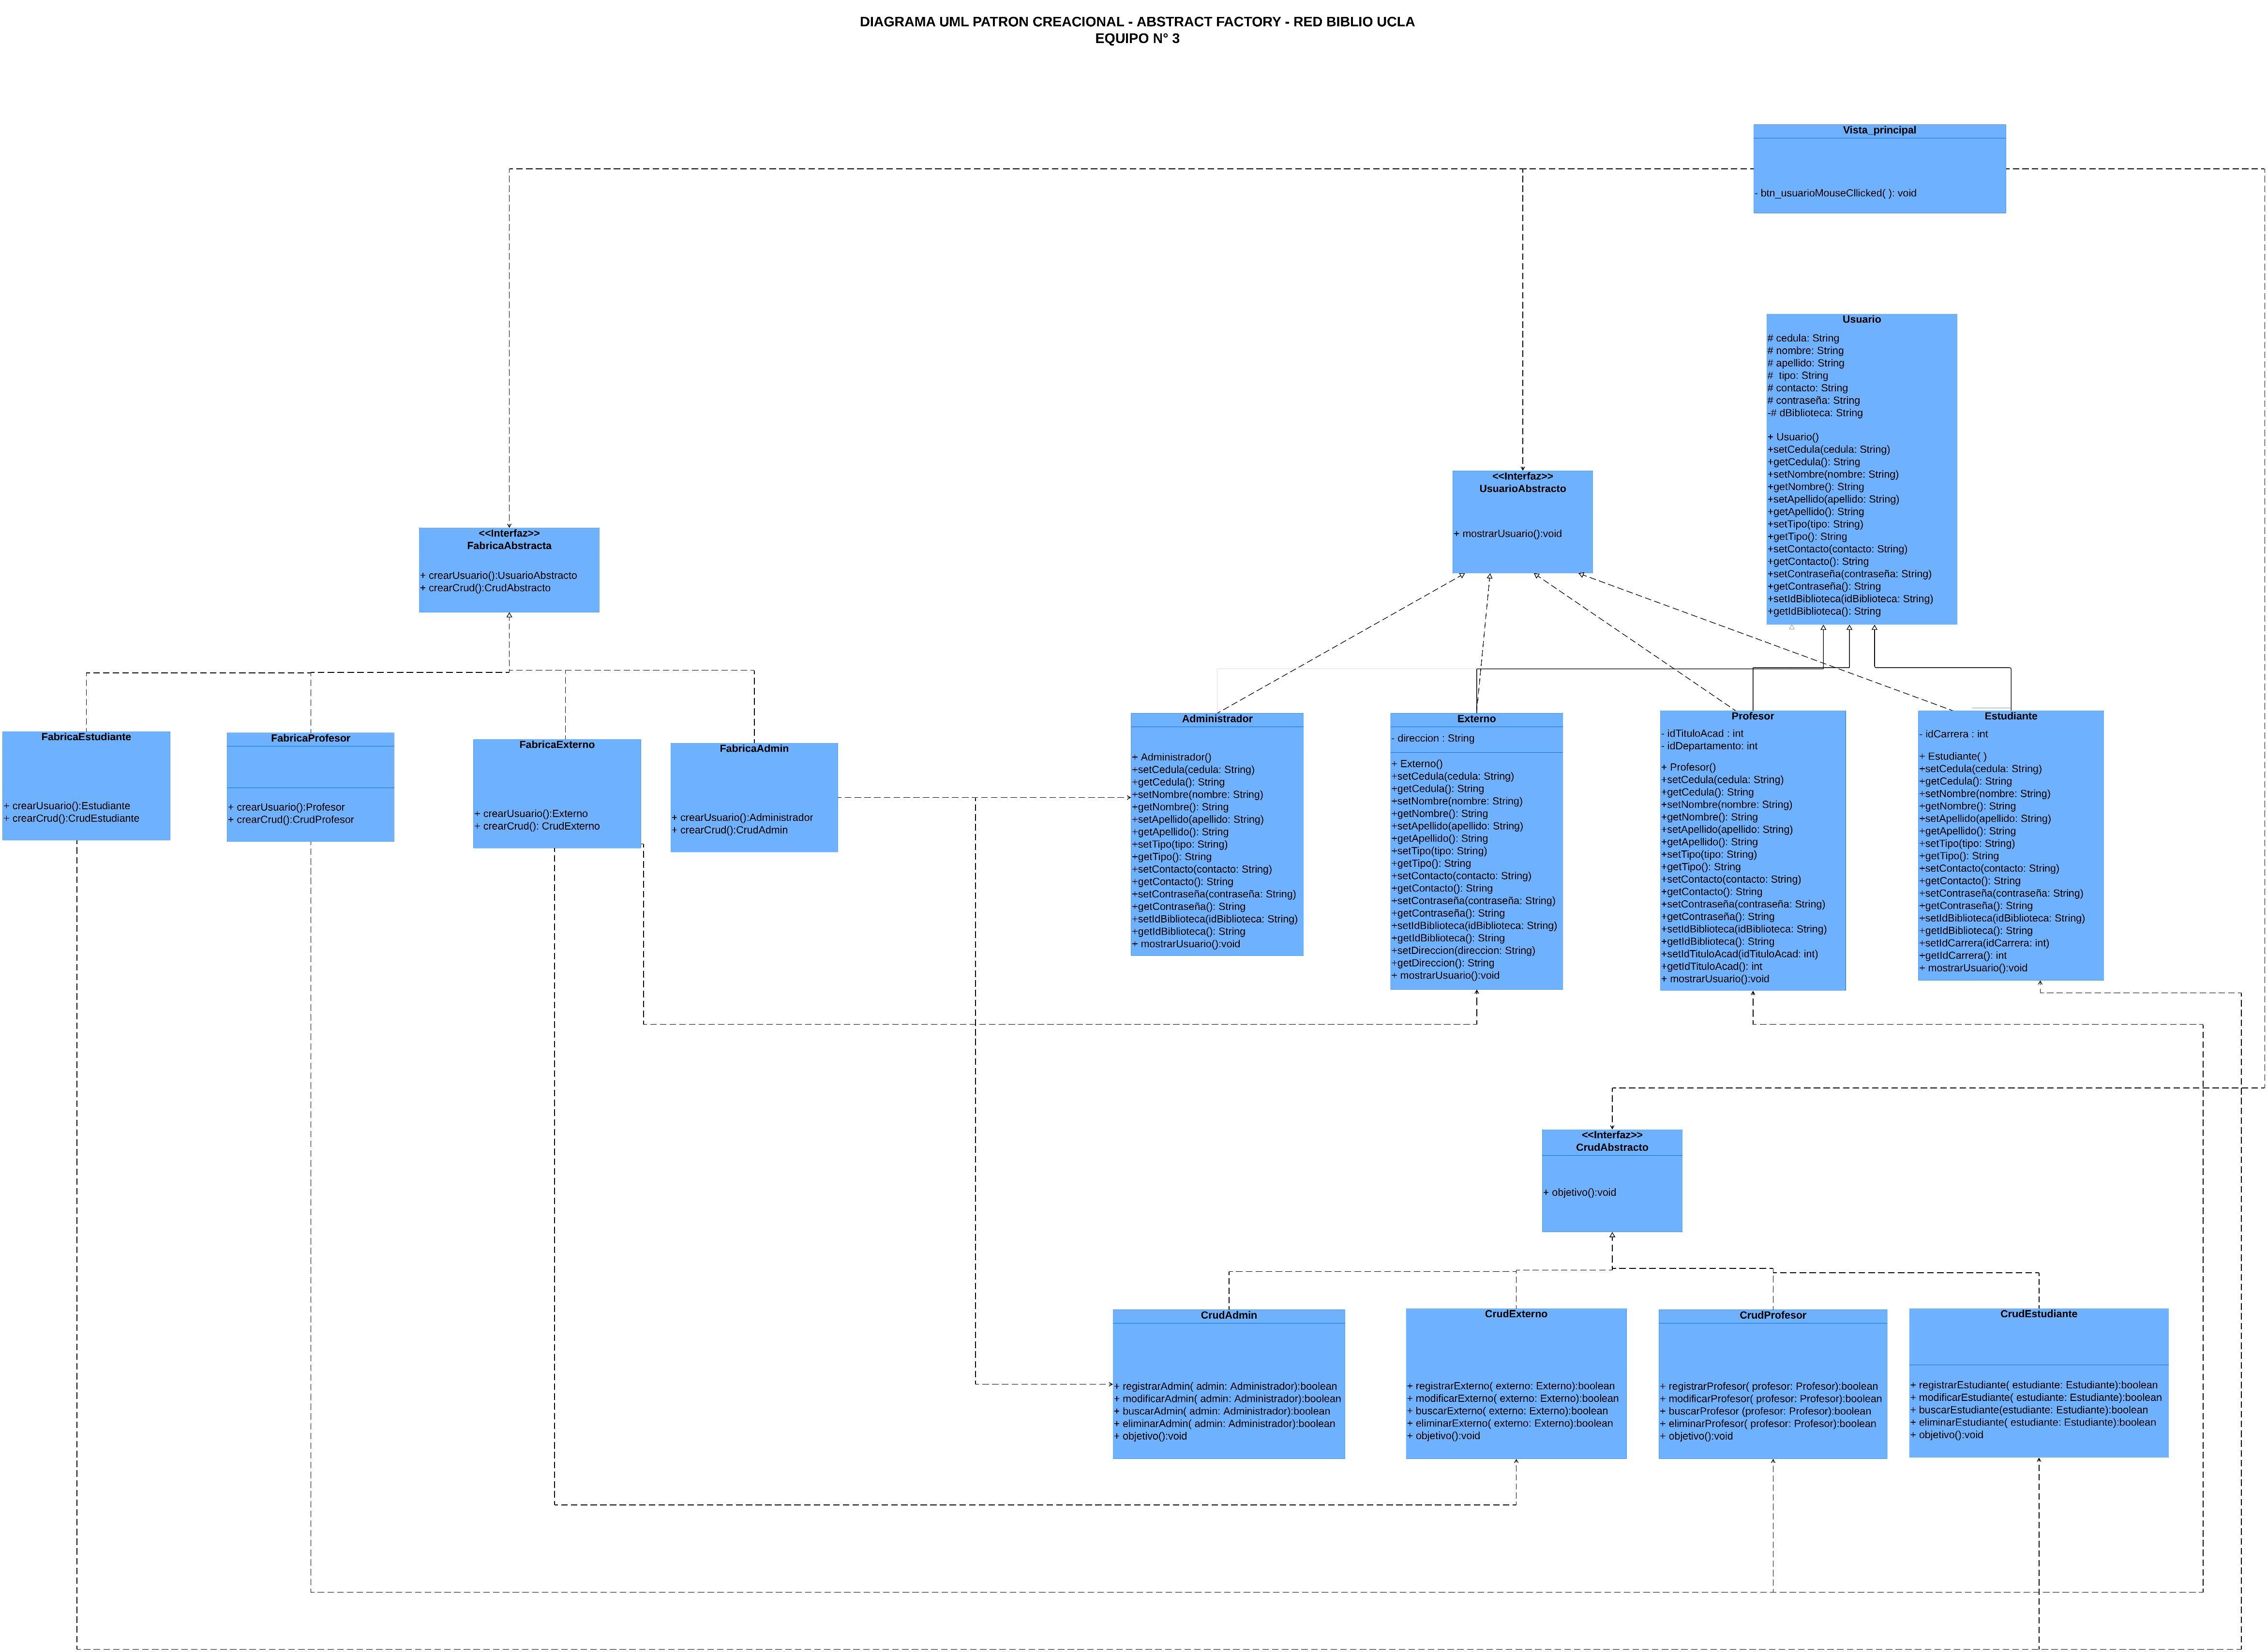 DIAGRAMA UML PATRON CREACIONAL - ABSTRACT FACTORY - RED BIBLIO UCLA
EQUIPO N° 3
Vista_principal
- btn_usuarioMouseCllicked( ): void
Usuario
# cedula: String
# nombre: String
# apellido: String
#  tipo: String
# contacto: String
# contraseña: String
-# dBiblioteca: String
+ Usuario()
+setCedula(cedula: String)
+getCedula(): String
+setNombre(nombre: String)
+getNombre(): String
+setApellido(apellido: String)
+getApellido(): String
+setTipo(tipo: String)
+getTipo(): String
+setContacto(contacto: String)
+getContacto(): String
+setContraseña(contraseña: String)
+getContraseña(): String
+setIdBiblioteca(idBiblioteca: String)
+getIdBiblioteca(): String
<<Interfaz>>
UsuarioAbstracto
+ mostrarUsuario():void
<<Interfaz>>
FabricaAbstracta
+ crearUsuario():UsuarioAbstracto
+ crearCrud():CrudAbstracto
FabricaEstudiante
+ crearUsuario():Estudiante
+ crearCrud():CrudEstudiante
FabricaProfesor
+ crearUsuario():Profesor
+ crearCrud():CrudProfesor
FabricaExterno
+ crearUsuario():Externo
+ crearCrud(): CrudExterno
FabricaAdmin
+ crearUsuario():Administrador
+ crearCrud():CrudAdmin
Administrador
+ Administrador()
+setCedula(cedula: String)
+getCedula(): String
+setNombre(nombre: String)
+getNombre(): String
+setApellido(apellido: String)
+getApellido(): String
+setTipo(tipo: String)
+getTipo(): String
+setContacto(contacto: String)
+getContacto(): String
+setContraseña(contraseña: String)
+getContraseña(): String
+setIdBiblioteca(idBiblioteca: String)
+getIdBiblioteca(): String
+ mostrarUsuario():void
Externo
- direccion : String
+ Externo()
+setCedula(cedula: String)
+getCedula(): String
+setNombre(nombre: String)
+getNombre(): String
+setApellido(apellido: String)
+getApellido(): String
+setTipo(tipo: String)
+getTipo(): String
+setContacto(contacto: String)
+getContacto(): String
+setContraseña(contraseña: String)
+getContraseña(): String
+setIdBiblioteca(idBiblioteca: String)
+getIdBiblioteca(): String
+setDireccion(direccion: String)
+getDireccion(): String
+ mostrarUsuario():void
Profesor
- idTituloAcad : int
- idDepartamento: int
+ Profesor()
+setCedula(cedula: String)
+getCedula(): String
+setNombre(nombre: String)
+getNombre(): String
+setApellido(apellido: String)
+getApellido(): String
+setTipo(tipo: String)
+getTipo(): String
+setContacto(contacto: String)
+getContacto(): String
+setContraseña(contraseña: String)
+getContraseña(): String
+setIdBiblioteca(idBiblioteca: String)
+getIdBiblioteca(): String
+setIdTituloAcad(idTituloAcad: int)
+getIdTituloAcad(): int
+ mostrarUsuario():void
Estudiante
- idCarrera : int
+ Estudiante( )
+setCedula(cedula: String)
+getCedula(): String
+setNombre(nombre: String)
+getNombre(): String
+setApellido(apellido: String)
+getApellido(): String
+setTipo(tipo: String)
+getTipo(): String
+setContacto(contacto: String)
+getContacto(): String
+setContraseña(contraseña: String)
+getContraseña(): String
+setIdBiblioteca(idBiblioteca: String)
+getIdBiblioteca(): String
+setIdCarrera(idCarrera: int)
+getIdCarrera(): int
+ mostrarUsuario():void
<<Interfaz>>
CrudAbstracto
+ objetivo():void
CrudAdmin
+ registrarAdmin( admin: Administrador):boolean
+ modificarAdmin( admin: Administrador):boolean
+ buscarAdmin( admin: Administrador):boolean
+ eliminarAdmin( admin: Administrador):boolean
+ objetivo():void
CrudExterno
+ registrarExterno( externo: Externo):boolean
+ modificarExterno( externo: Externo):boolean
+ buscarExterno( externo: Externo):boolean
+ eliminarExterno( externo: Externo):boolean
+ objetivo():void
CrudProfesor
+ registrarProfesor( profesor: Profesor):boolean
+ modificarProfesor( profesor: Profesor):boolean
+ buscarProfesor (profesor: Profesor):boolean
+ eliminarProfesor( profesor: Profesor):boolean
+ objetivo():void
CrudEstudiante
+ registrarEstudiante( estudiante: Estudiante):boolean
+ modificarEstudiante( estudiante: Estudiante):boolean
+ buscarEstudiante(estudiante: Estudiante):boolean
+ eliminarEstudiante( estudiante: Estudiante):boolean
+ objetivo():void